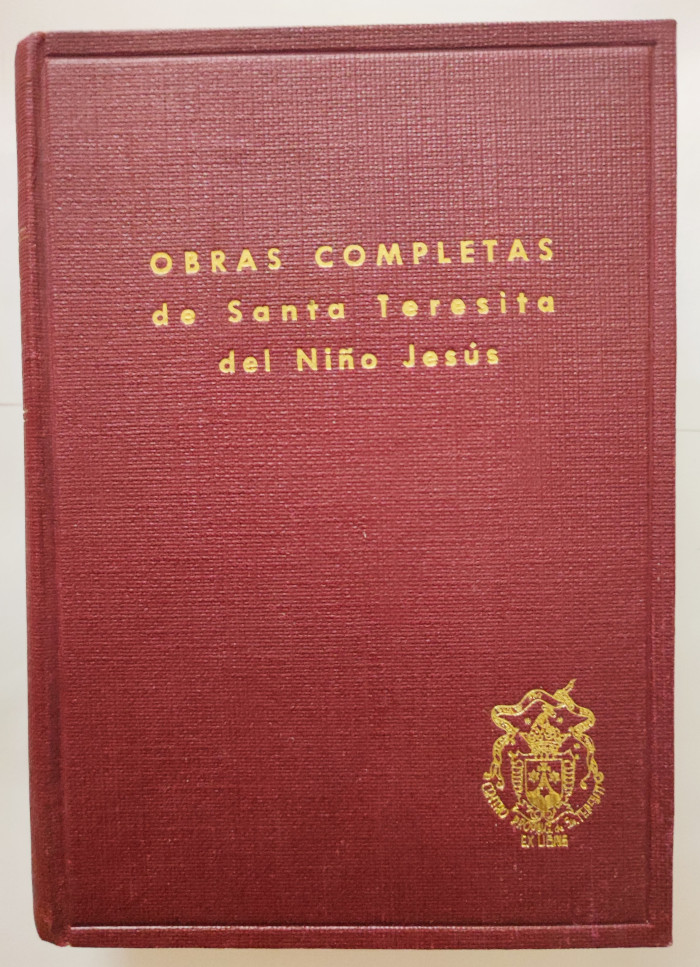 OBRAS COMPLETAS
de Santa Teresita
del Niño Jesús
EX LIBRIS